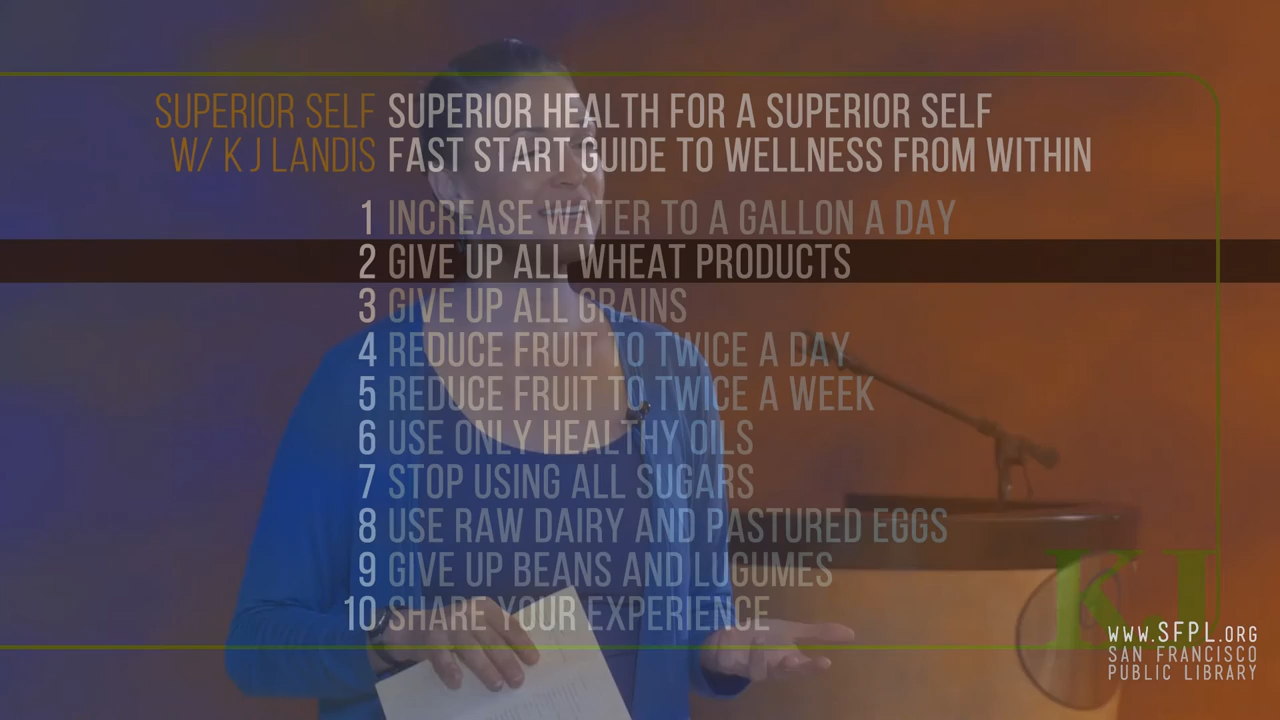 SUPERIOR SELF SUPERIOR HEALTH FOR A SUPERIOR SELF
W/ K J LANDIS FAST START GUIDE TO WELLNESS FROM WITHIN
1 INCREASE WATER TO A GALLON A DAY
2 GIVE UP ALL WHEAT PRODUCTS
3 GIVE UP ALL GRAINS
4 REDUCE FRUIT TO TWICE A DAY
5 REDUCE FRUIT TO TWICE A WEEK
6 USE ONLY HEALTHY OILS
7 STOP USING ALL SUGARS
8 USE RAW DAIRY AND PASTURED EGGS
9 GIVE UP BEANS AND LUGUMES
10 SHARE YOUR EXPERIENCE
KJ
WWW.SFPL.ORG
SAN FRANCISCO
PUBLIC LIBRARY